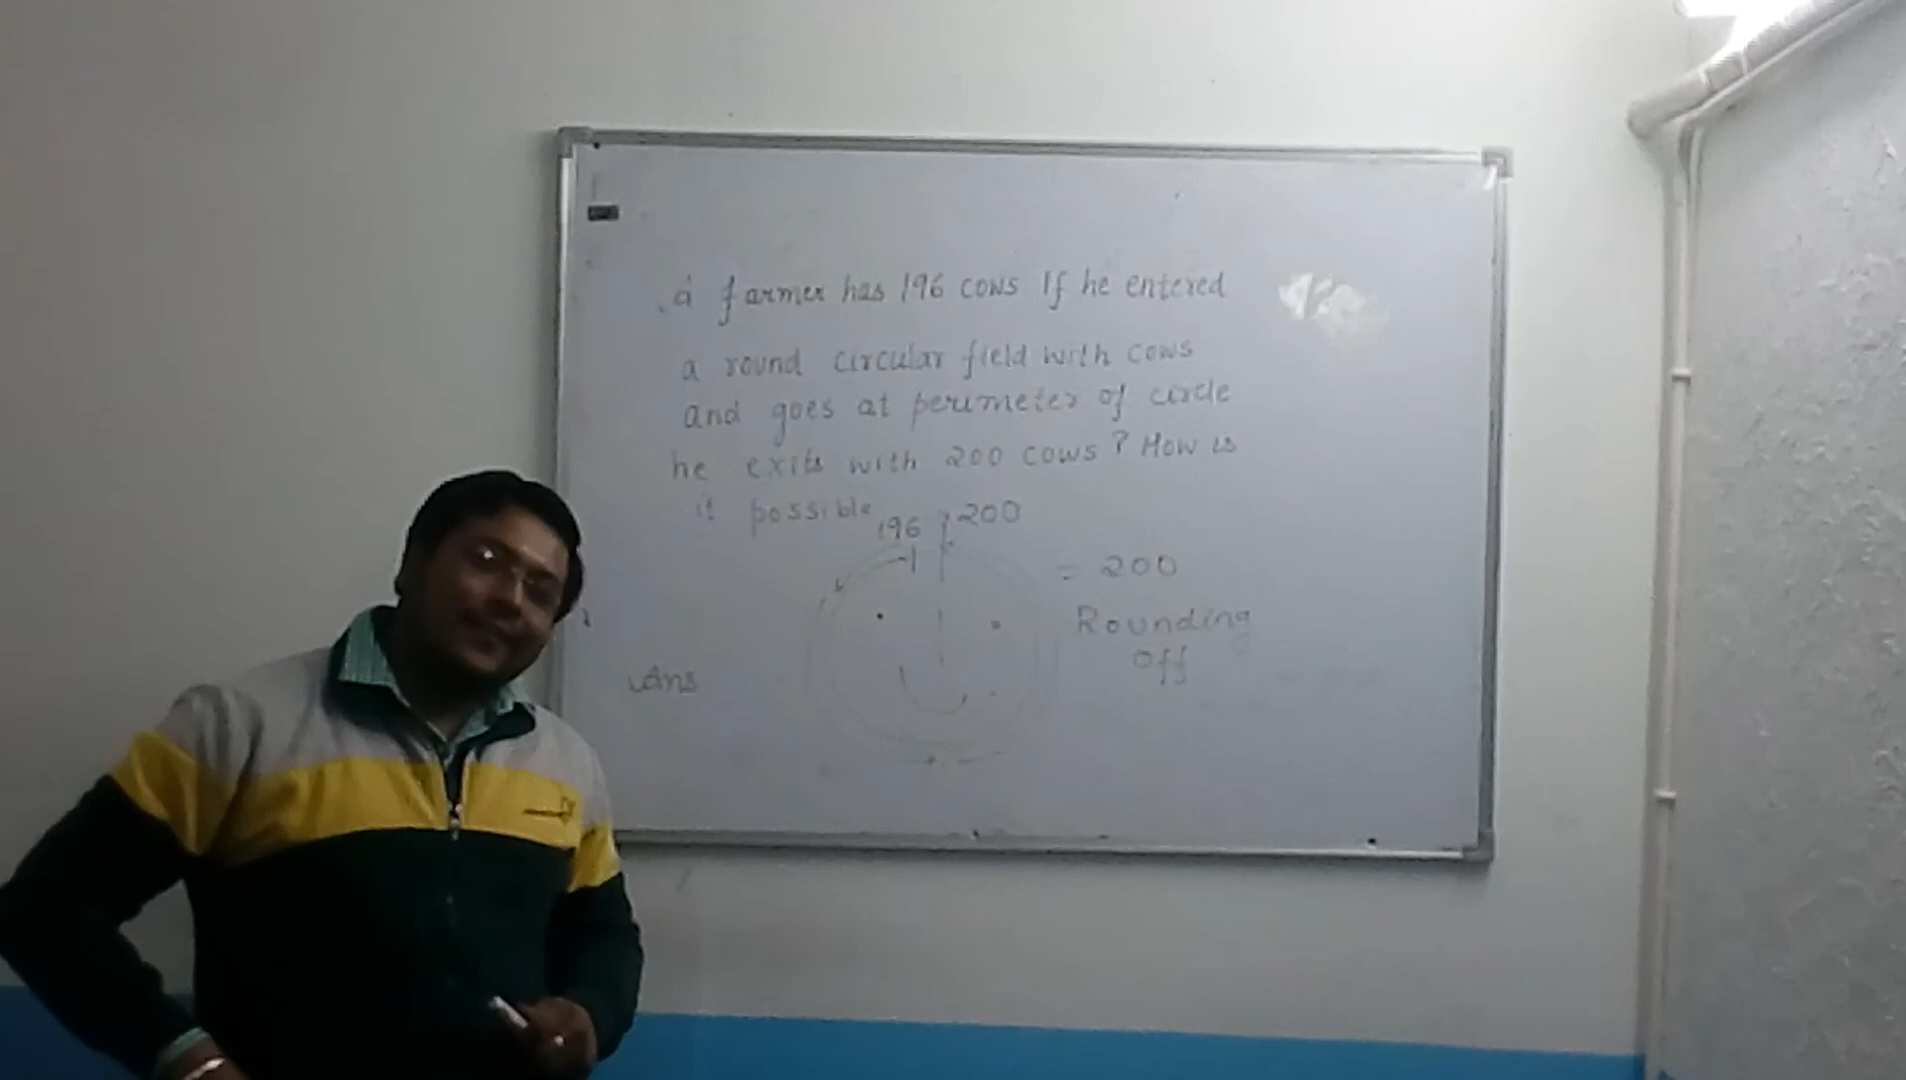 a farmer has 196 cows If he entered
a round circular field with cows
and goes at perimeter of circle
he exits with 200 cows ? How is
it possible
196 200
= 200
Rounding
Off
Ans